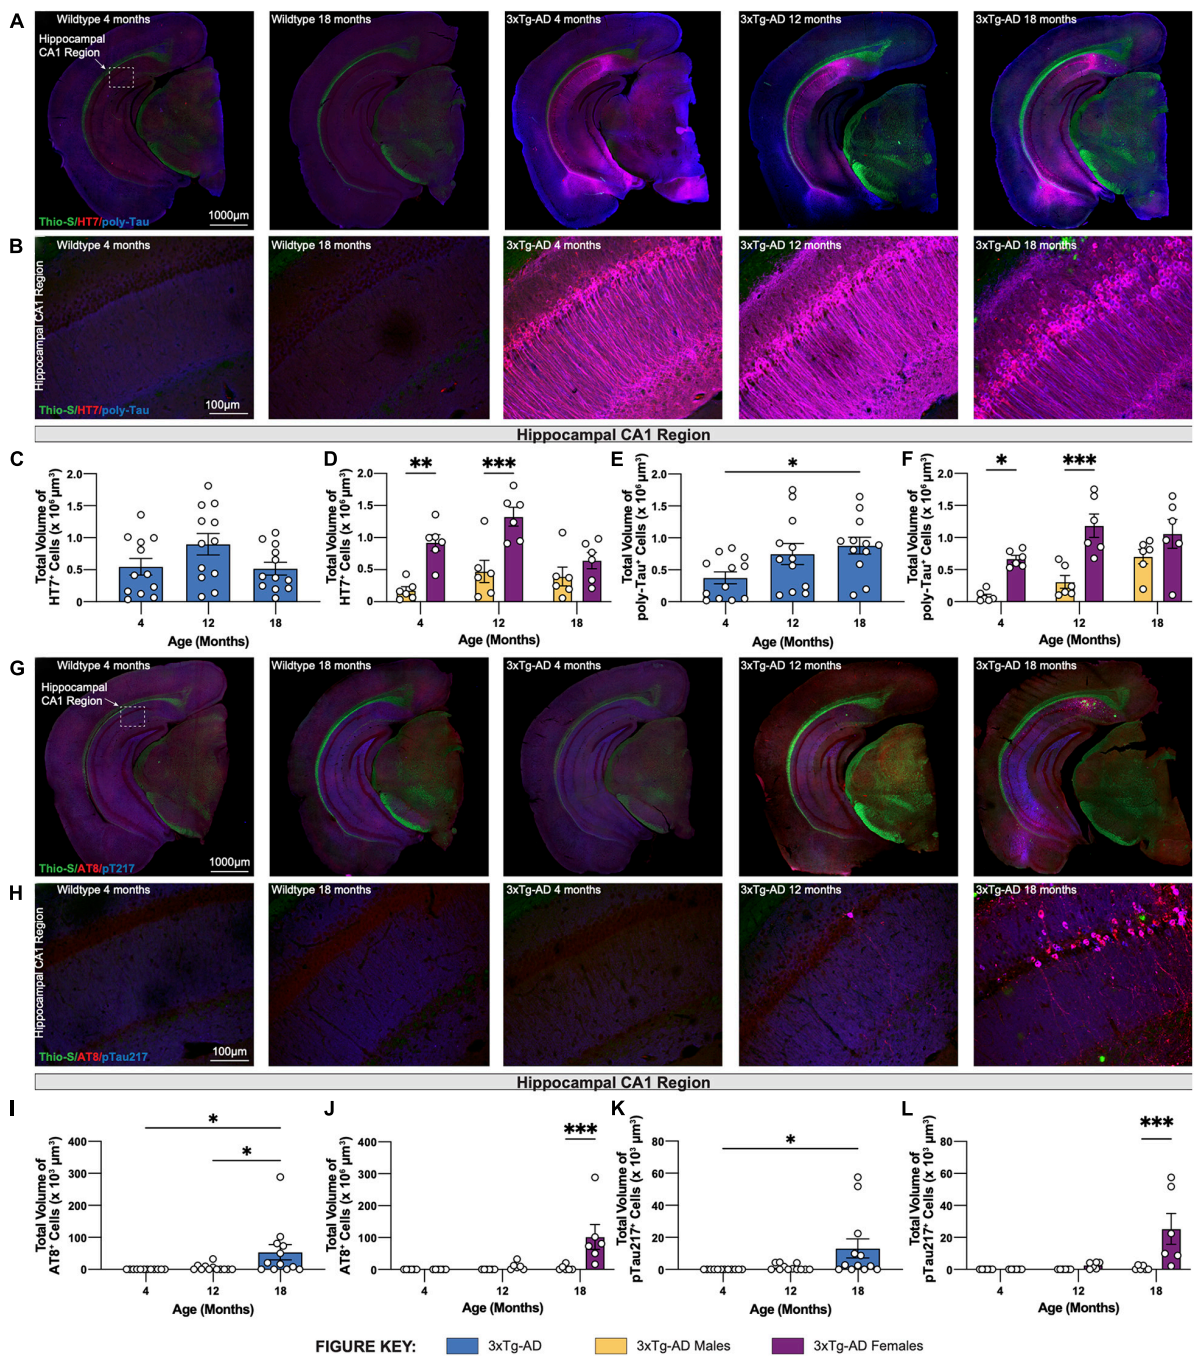 A
Wildtype 4 months
Wildtype 18 months
3xTg-AD 4 months
3xTg-AD 12 months
3xTg-AD 18 months
Hippocampal
CA1 Region
Thio-S/HT7/poly-Tau
1000μm
B
Wildtype 4 months
Wildtype 18 months
3xTg-AD 4 months
3xTg-AD 12 months
3xTg-AD 18 months
Hippocampal CA1 Region
Thio-S/HT7/poly-Tau
100μm
Hippocampal CA1 Region
C
Total Volume of
HT7+ Cells (x 10⁶ μm³)
2.0
1.5
1.0
0.5
0
4
12
18
Age (Months)
D
Total Volume of
HT7+ Cells (x 10⁶ μm³)
2.0
1.5
1.0
0.5
0
**
***
4
12
18
Age (Months)
E
Total Volume of
poly-Tau+ Cells (x 10⁶ μm³)
2.0
1.5
1.0
0.5
0
*
4
12
18
Age (Months)
F
Total Volume of
poly-Tau+ Cells (x 10⁶ μm³)
2.0
1.5
1.0
0.5
0
*
***
4
12
18
Age (Months)
G
Wildtype 4 months
Wildtype 18 months
3xTg-AD 4 months
3xTg-AD 12 months
3xTg-AD 18 months
Hippocampal
CA1 Region
Thio-S/AT8/pT217
1000μm
H
Wildtype 4 months
Wildtype 18 months
3xTg-AD 4 months
3xTg-AD 12 months
3xTg-AD 18 months
Hippocampal CA1 Region
Thio-S/AT8/pTau217
100μm
Hippocampal CA1 Region
I
Total Volume of
AT8+ Cells (x 10³ μm³)
400
300
200
100
0
*
*
4
12
18
Age (Months)
J
Total Volume of
AT8+ Cells (x 10⁶ μm³)
400
300
200
100
0
***
4
12
18
Age (Months)
K
Total Volume of
pTau217+ Cells (x 10³ μm³)
80
60
40
20
0
*
4
12
18
Age (Months)
L
Total Volume of
pTau217+ Cells (x 10³ μm³)
80
60
40
20
0
***
4
12
18
Age (Months)
FIGURE KEY:
3xTg-AD
3xTg-AD Males
3xTg-AD Females